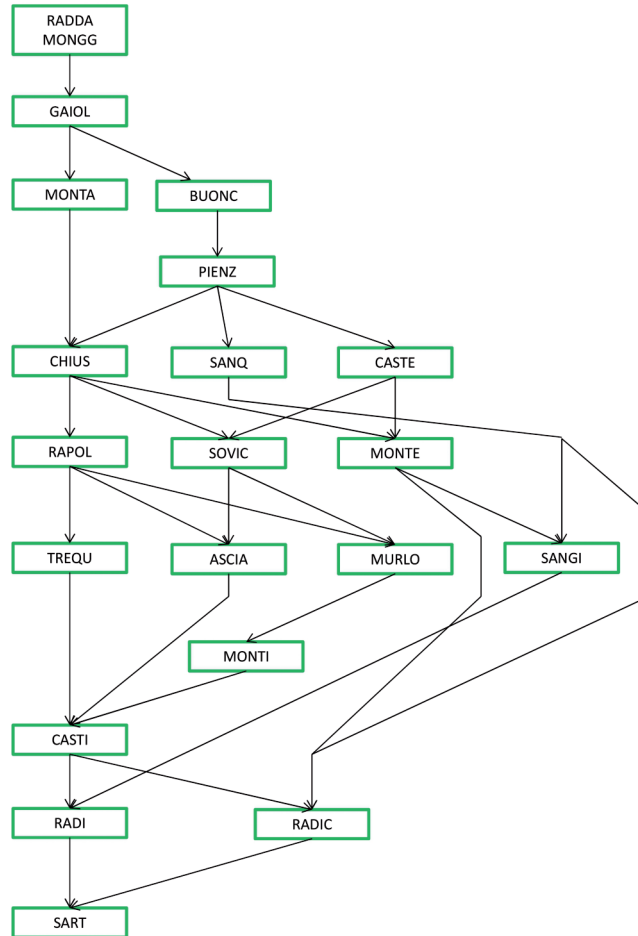 RADDA
MONGG
GAIOL
MONTA
BUONC
PIENZ
CHIUS
SANQ
CASTE
RAPOL
SOVIC
MONTE
TREQU
ASCIA
MURLO
SANGI
MONTI
CASTI
RADI
RADIC
SART